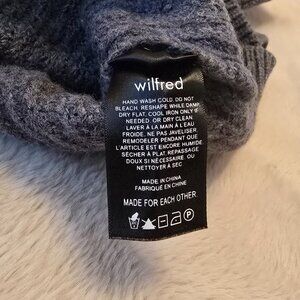 wilfred
HAND WASH COLD. DO NOT
BLEACH. RESHAPE WHILE DAMP.
DRY FLAT. COOL IRON ONLY IF
NEEDED. OR DRY CLEAN.
LAVER À LA MAIN À L'EAU
FROIDE. NE PAS JAVELISER.
REMODELER PENDANT QUE
L'ARTICLE EST ENCORE HUMIDE.
SÉCHER À PLAT. REPASSAGE
DOUX SI NÉCESSAIRE. OU
NETTOYER À SEC
MADE IN CHINA
FABRIQUÉ EN CHINE
MADE FOR EACH OTHER.
P